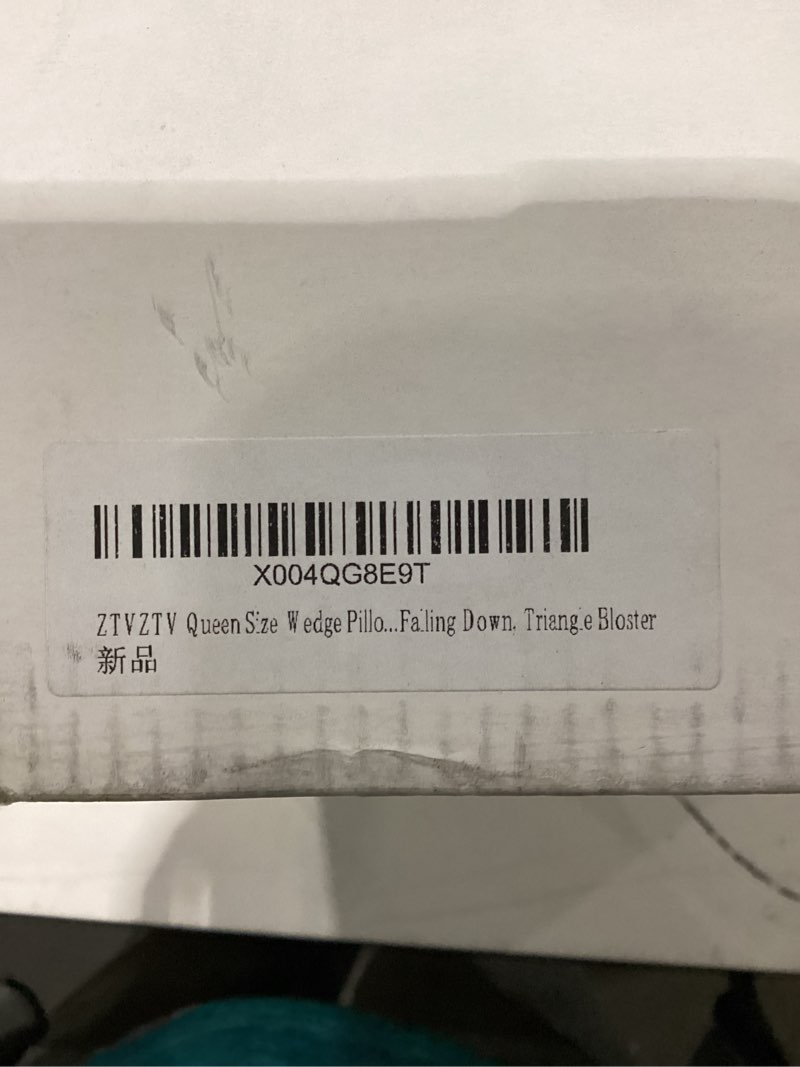 X004QG8E9T
ZTVZTV Queen Size Wedge Pillo...Falling Down, Triangle Bloster
新品